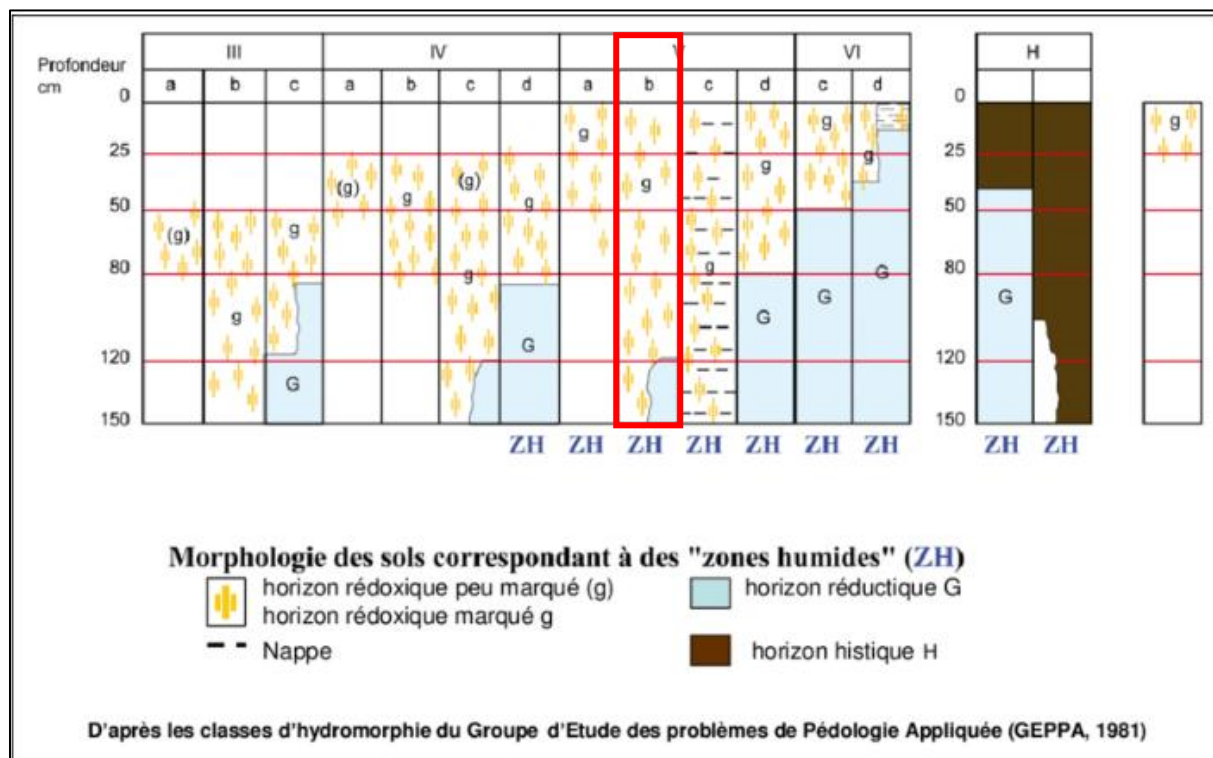 III IV V VI H
Profondeur
cm
a b c a b c d a b c d c d
0 0
g g g g
25 25
(g) (g) (g) g g g g
50 50
(g) g g
80 80
g g g G G G G
g G
120 120
G
150 150
ZH ZH ZH ZH ZH ZH ZH ZH ZH
Morphologie des sols correspondant à des "zones humides" (ZH)
horizon rédoxique peu marqué (g)
horizon rédoxique marqué g
horizon réductique G
Nappe
horizon histique H
D'après les classes d'hydromorphie du Groupe d'Etude des problèmes de Pédologie Appliquée (GEPPA, 1981)